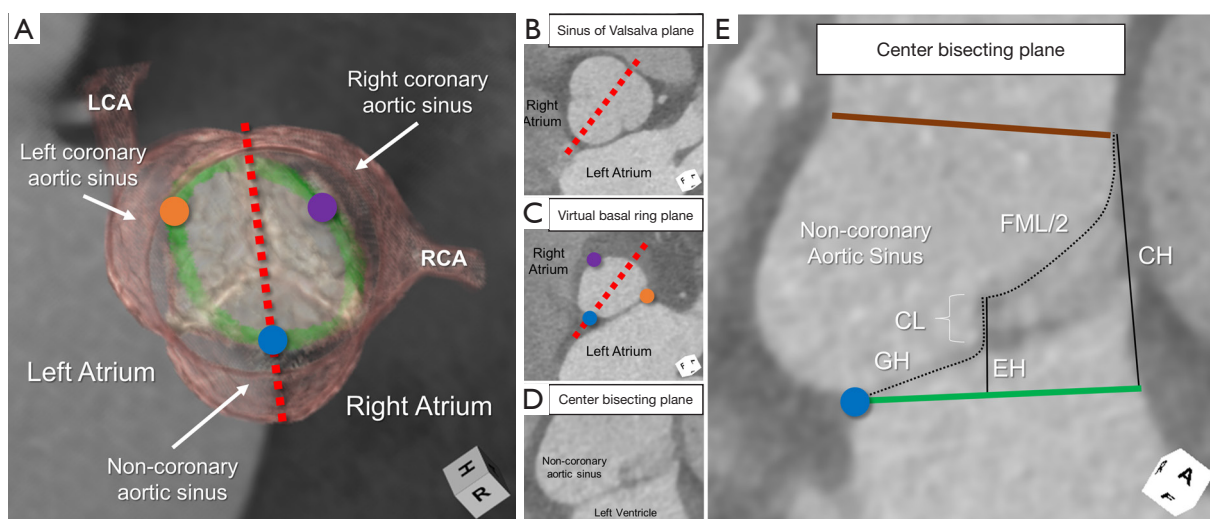 A
LCA
Right coronary
aortic sinus
Left coronary
aortic sinus
RCA
Left Atrium
Right Atrium
Non-coronary
aortic sinus
H
R
B
Sinus of Valsalva plane
Right
Atrium
Left Atrium
F
L
C
Virtual basal ring plane
Right
Atrium
Left Atrium
F
L
D
Center bisecting plane
Non-coronary
aortic sinus
Left Ventricle
E
Center bisecting plane
Non-coronary
Aortic Sinus
FML/2
CH
CL
GH
EH
A